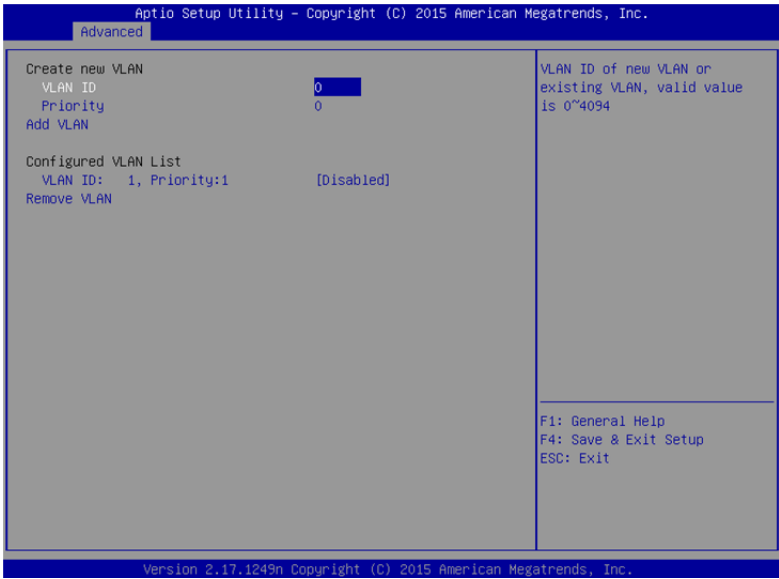 Aptio Setup Utility – Copyright (C) 2015 American Megatrends, Inc.
Advanced
Create new VLAN
VLAN ID 0
Priority 0
Add VLAN
Configured VLAN List
VLAN ID: 1, Priority:1 [Disabled]
Remove VLAN
VLAN ID of new VLAN or
existing VLAN, valid value
is 0~4094
F1: General Help
F4: Save & Exit Setup
ESC: Exit
Version 2.17.1249n Copyright (C) 2015 American Megatrends, Inc.